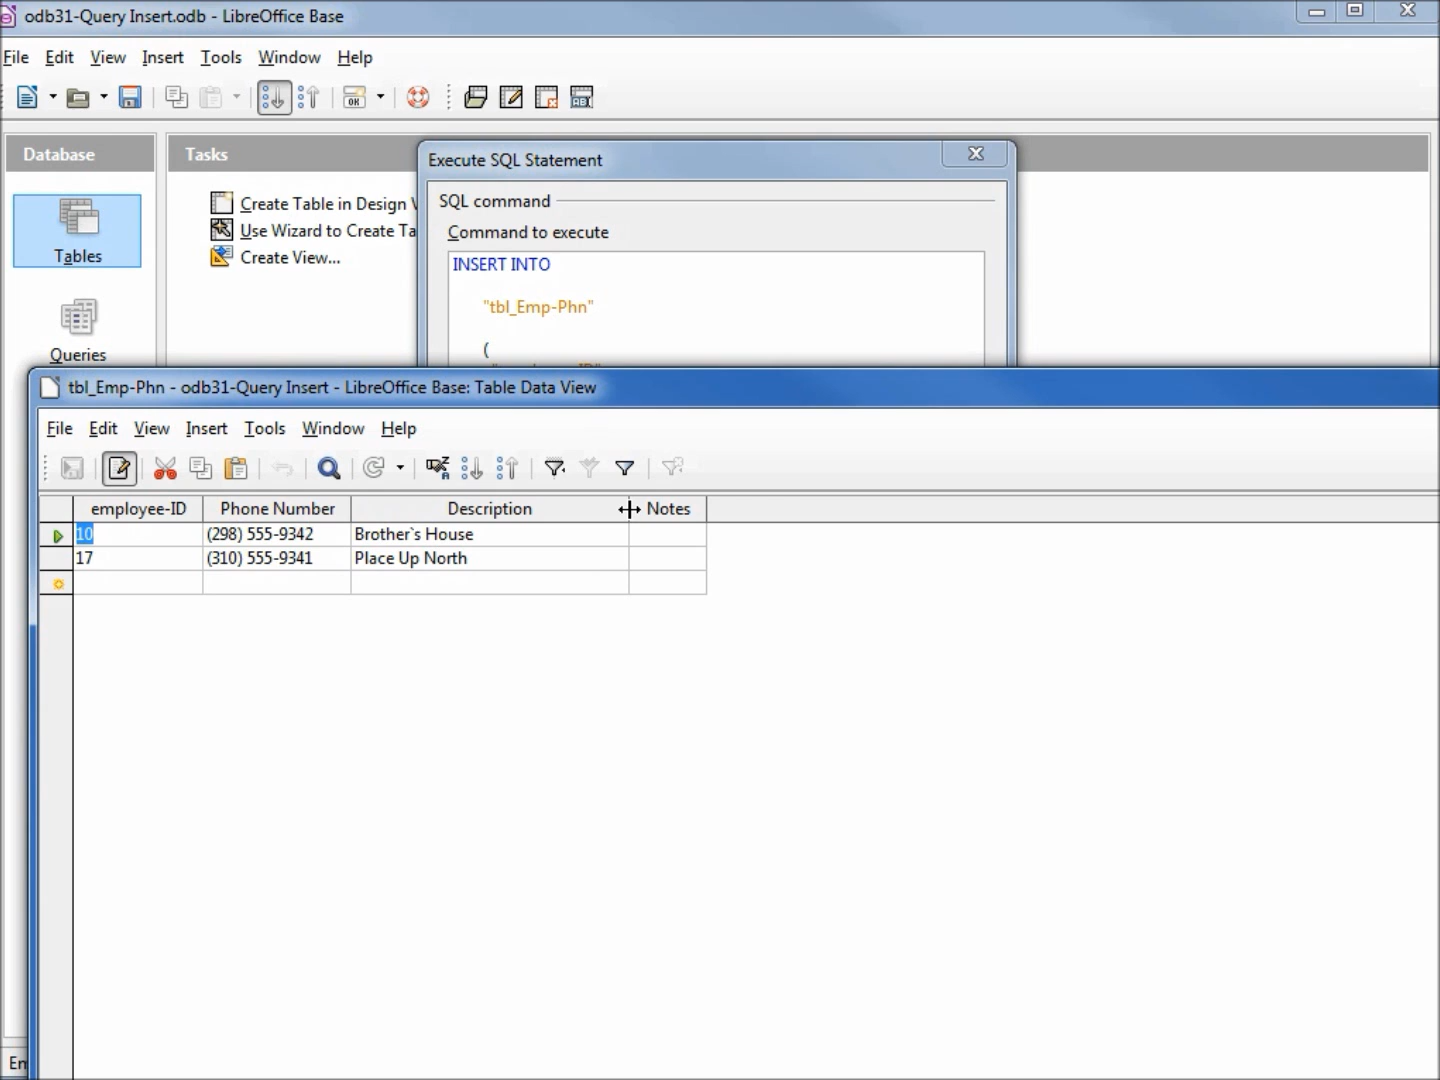 odb31-Query Insert.odb - LibreOffice Base
File Edit View Insert Tools Window Help
Database
Tasks
Tables
Queries
Create Table in Design
Use Wizard to Create Ta
Create View...
Execute SQL Statement
SQL command
Command to execute
INSERT INTO
"tbl_Emp-Phn"
(
tbl_Emp-Phn - odb31-Query Insert - LibreOffice Base: Table Data View
File Edit View Insert Tools Window Help
employee-ID Phone Number Description Notes
10 (298) 555-9342 Brother`s House
17 (310) 555-9341 Place Up North